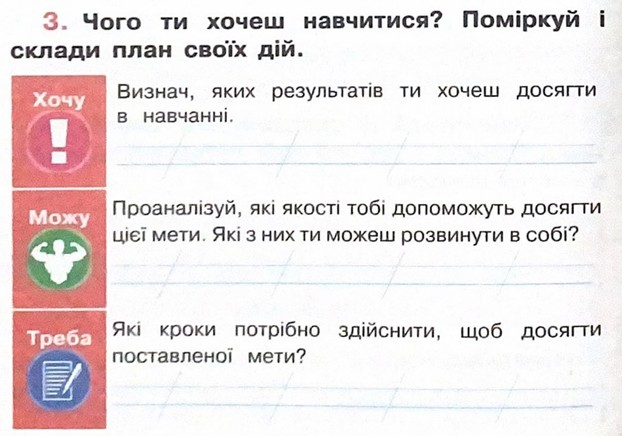 3. Чого ти хочеш навчитися? Поміркуй і
склади план своїх дій.
Хочу
Визнач, яких результатів ти хочеш досягти
в навчанні.
Можу
Проаналізуй, які якості тобі допоможуть досягти
цієї мети. Які з них ти можеш розвинути в собі?
Треба
Які кроки потрібно здійснити, щоб досягти
поставленої мети?